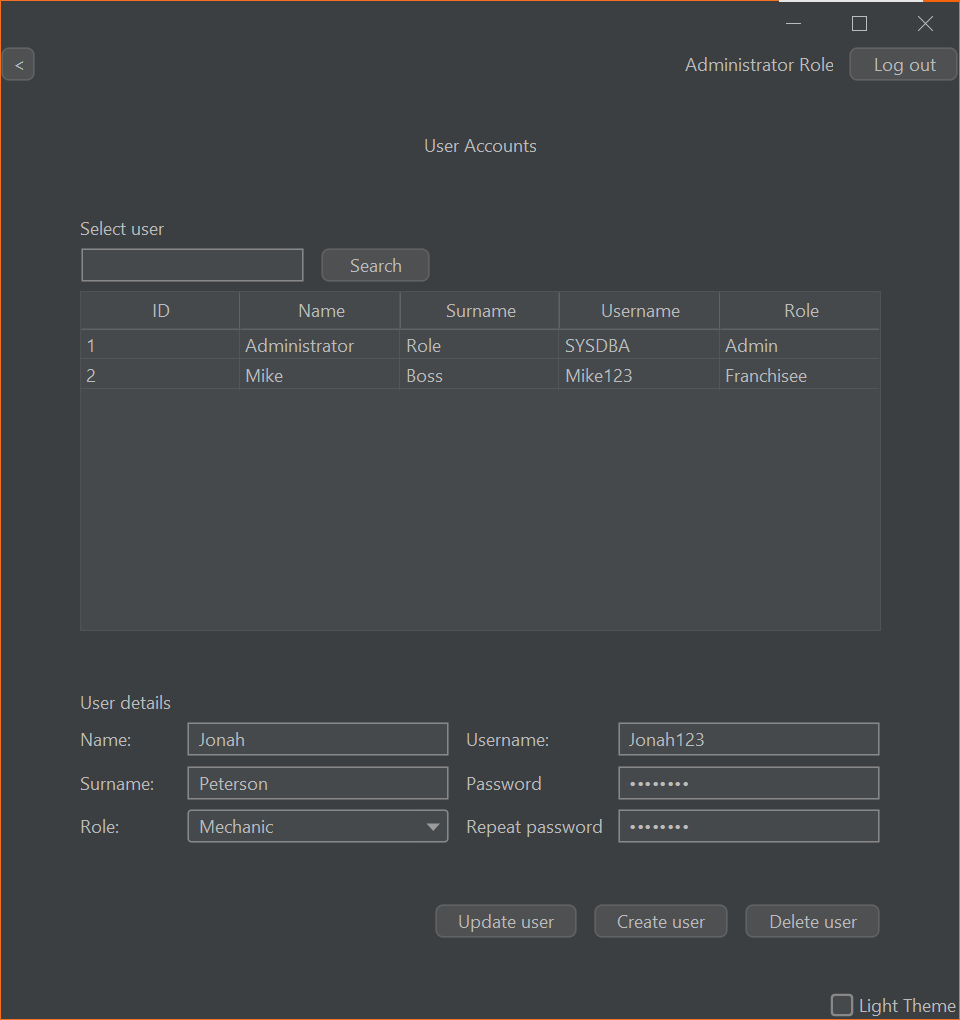 <
Administrator Role Log out
User Accounts
Select user
Search
ID Name Surname Username Role
1 Administrator Role SYSDBA Admin
2 Mike Boss Mike123 Franchisee
User details
Name: Jonah Username: Jonah123
Surname: Peterson Password ••••••••
Role: Mechanic Repeat password ••••••••
Update user Create user Delete user
Light Theme